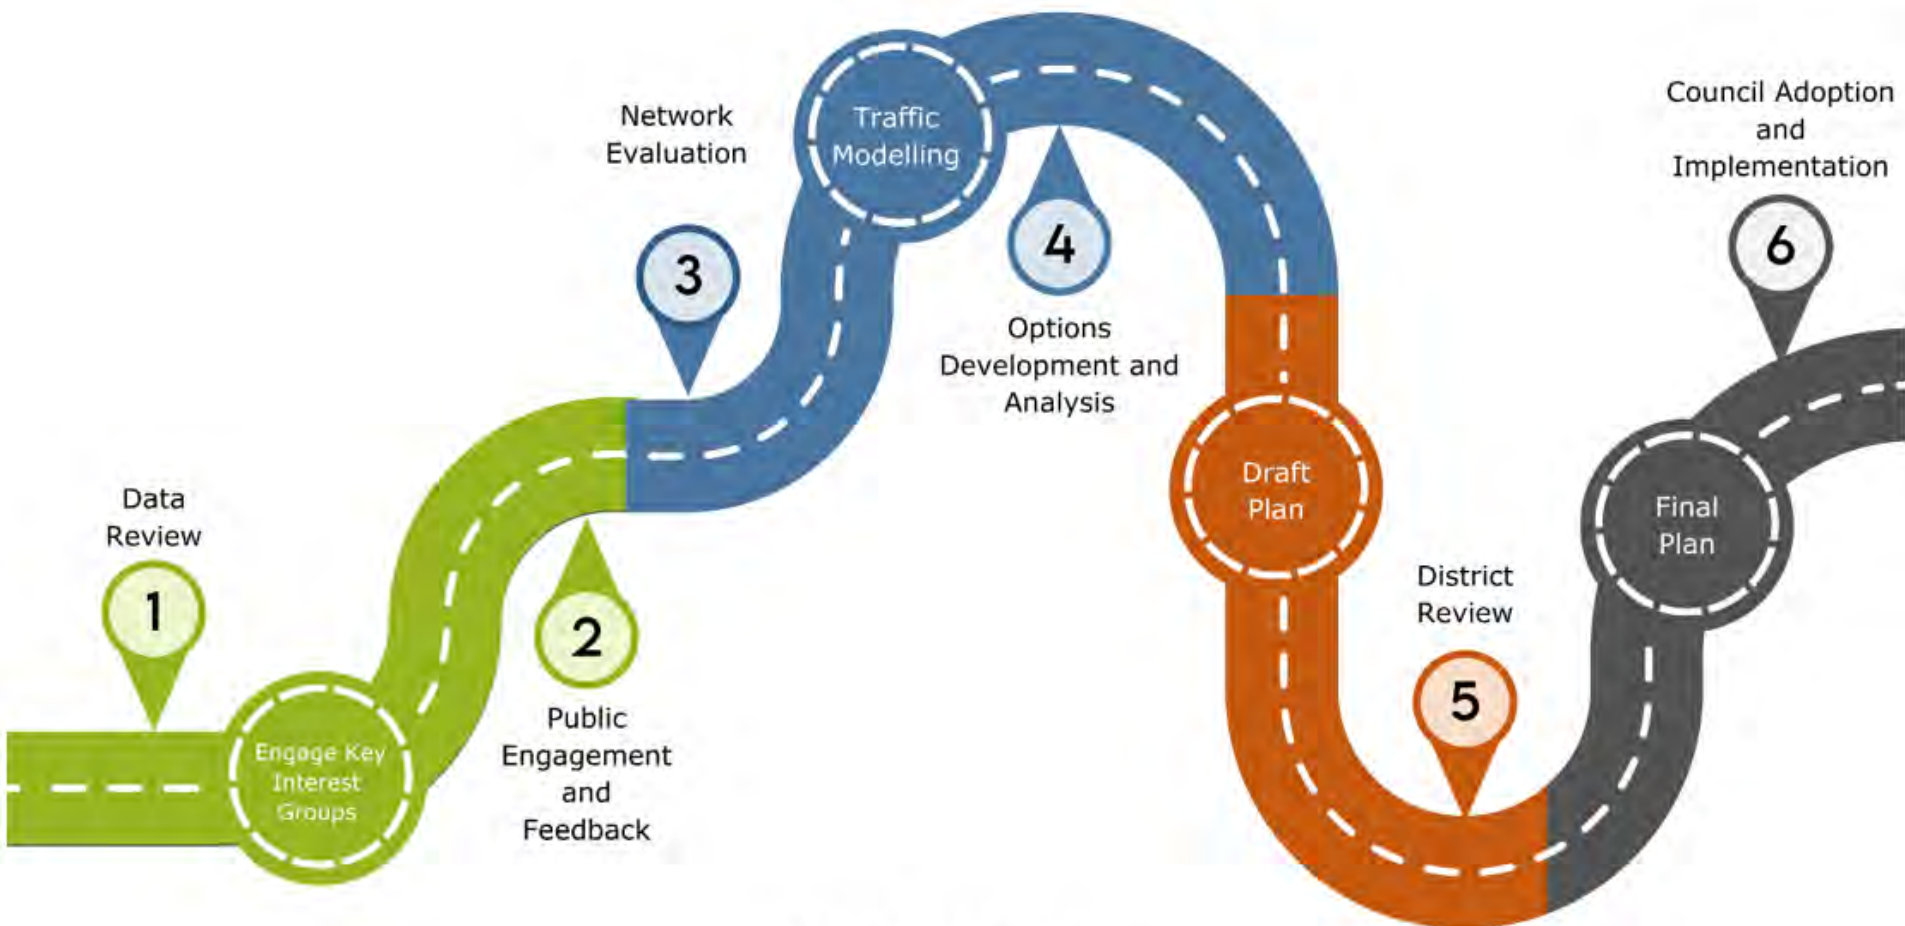 Data
Review
1
Engage Key
Interest
Groups
2
Public
Engagement
and
Feedback
Network
Evaluation
3
Traffic
Modelling
4
Options
Development and
Analysis
Draft
Plan
District
Review
5
Final
Plan
Council Adoption
and
Implementation
6